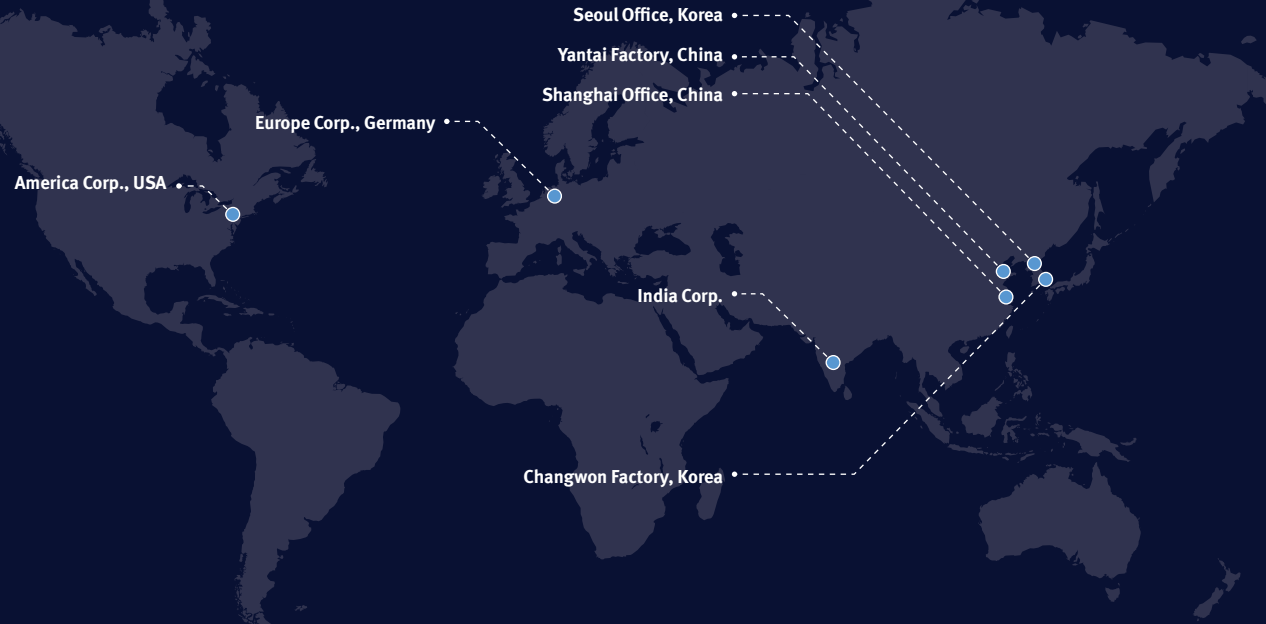 Seoul Office, Korea
Yantai Factory, China
Shanghai Office, China
Europe Corp., Germany
America Corp., USA
India Corp.
Changwon Factory, Korea